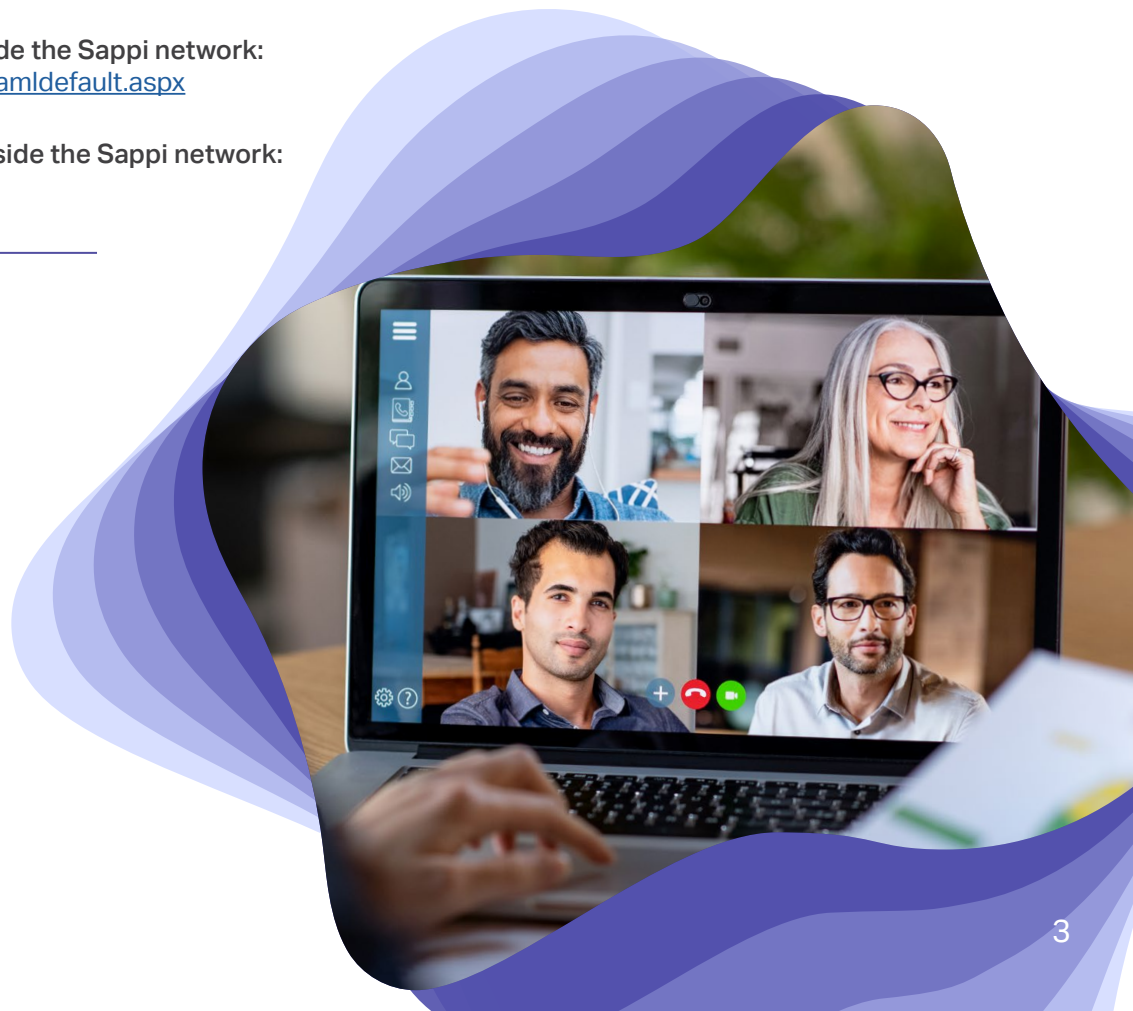 de the Sappi network:
amldefault.aspx
side the Sappi network:
3